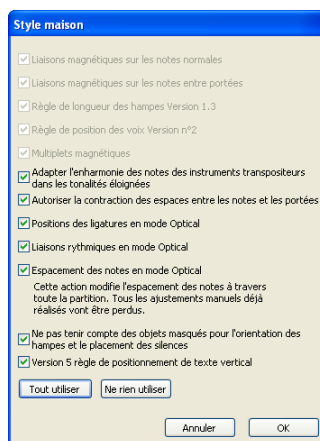 Style maison
Liaisons magnétiques sur les notes normales
Liaisons magnétiques sur les notes entre portées
Règle de longueur des hampes Version 1.3
Règle de position des voix Version n°2
Multiplets magnétiques
Adapter l'enharmonie des notes des instruments transpositeurs
dans les tonalités éloignées
Autoriser la contraction des espaces entre les notes et les portées
Positions des ligatures en mode Optical
Liaisons rythmiques en mode Optical
Espacement des notes en mode Optical
Cette action modifie l'espacement des notes à travers
toute la partition. Tous les ajustements manuels déjà
réalisés vont être perdus.
Ne pas tenir compte des objets masqués pour l'orientation des
hampes et le placement des silences
Version 5 règle de positionnement de texte vertical
Tout utiliser
Ne rien utiliser
Annuler
OK